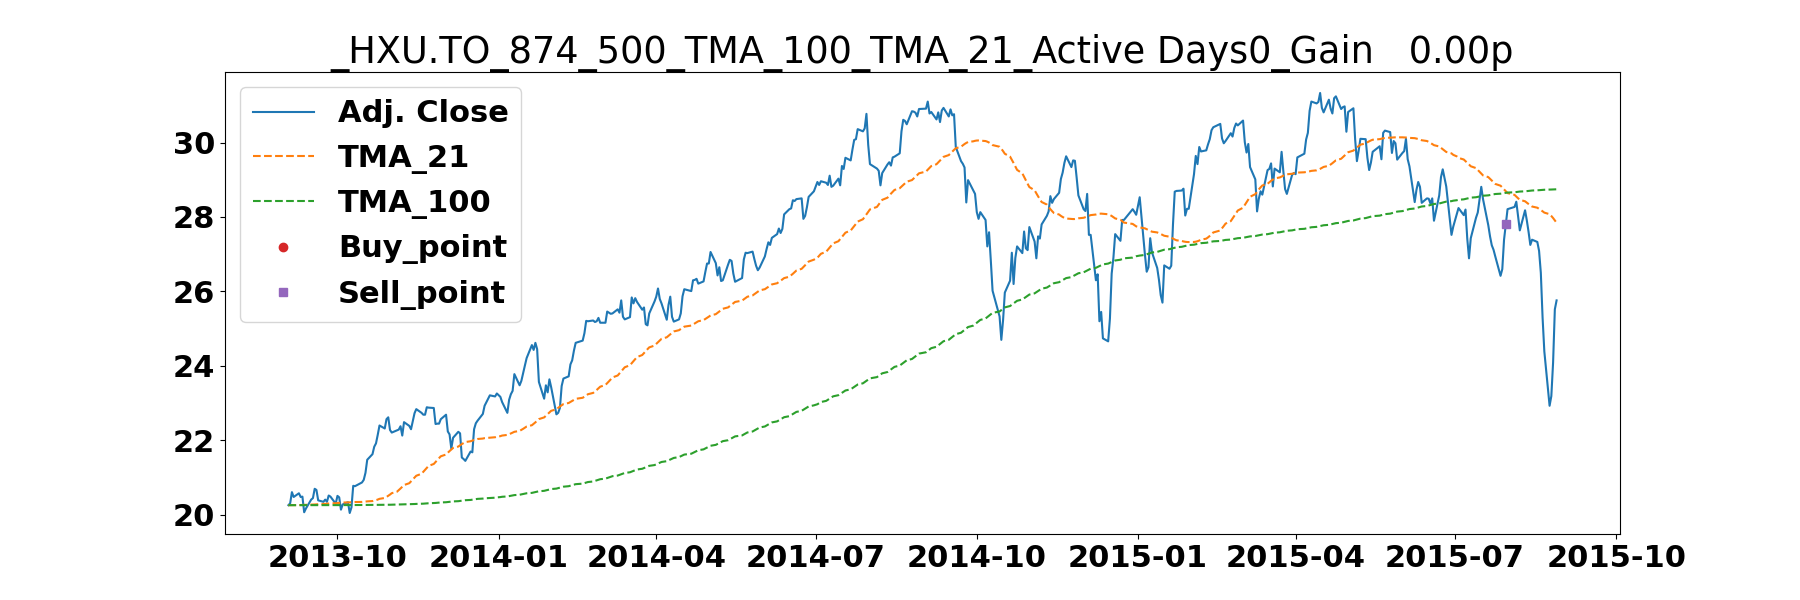 _HXU.TO_874_500_TMA_100_TMA_21_Active Days0_Gain   0.00p
Adj. Close
TMA_21
TMA_100
Buy_point
Sell_point
30
28
26
24
22
20
2013-10 2014-01 2014-04 2014-07 2014-10 2015-01 2015-04 2015-07 2015-10